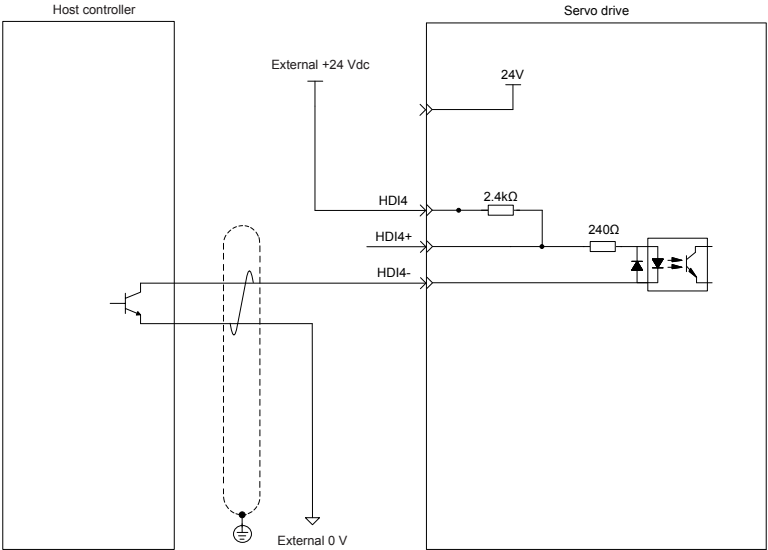 Host controller
Servo drive
External +24 Vdc
24V
HDI4
2.4kΩ
HDI4+
240Ω
HDI4-
External 0 V